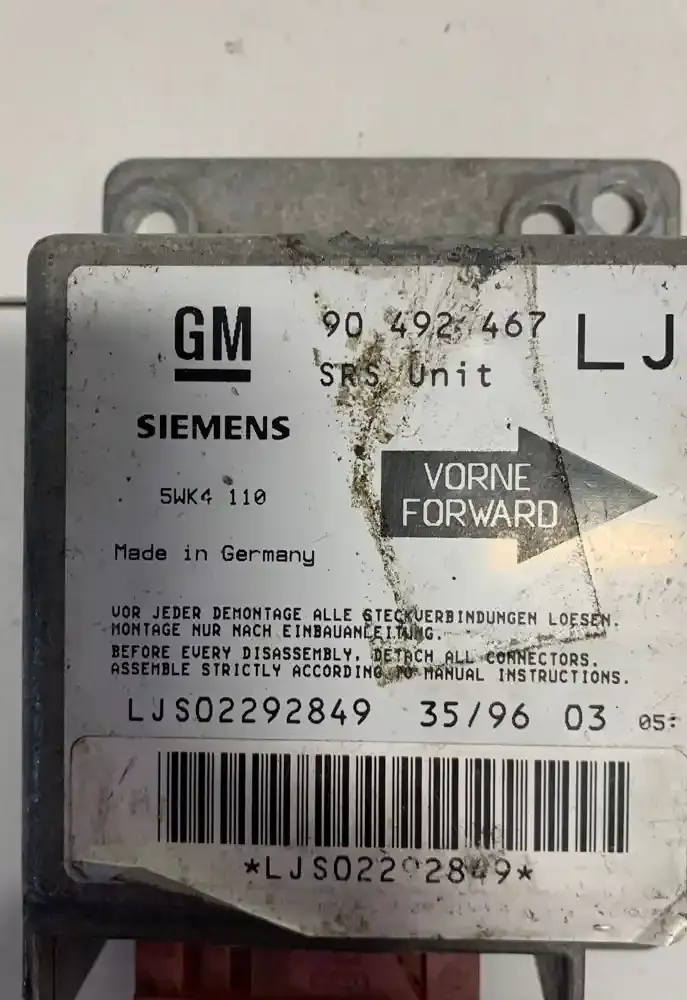 GM
90 492 467
LJ
SRS Unit
SIEMENS
5WK4 110
VORNE
FORWARD
Made in Germany
VOR JEDER DEMONTAGE ALLE STECKVERBINDUNGEN LOESEN.
MONTAGE NUR NACH EINBAUANLEITUNG.
BEFORE EVERY DISASSEMBLY, DETACH ALL CONNECTORS.
ASSEMBLE STRICTLY ACCORDING TO MANUAL INSTRUCTIONS.
LJS02292849 35/96 03 05:
*LJS02292849*